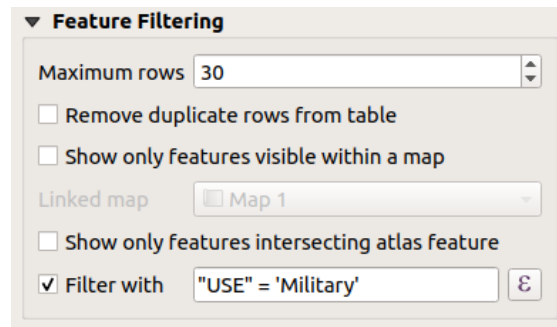 Feature Filtering
Maximum rows 30
Remove duplicate rows from table
Show only features visible within a map
Linked map Map 1
Show only features intersecting atlas feature
Filter with "USE" = 'Military' ε